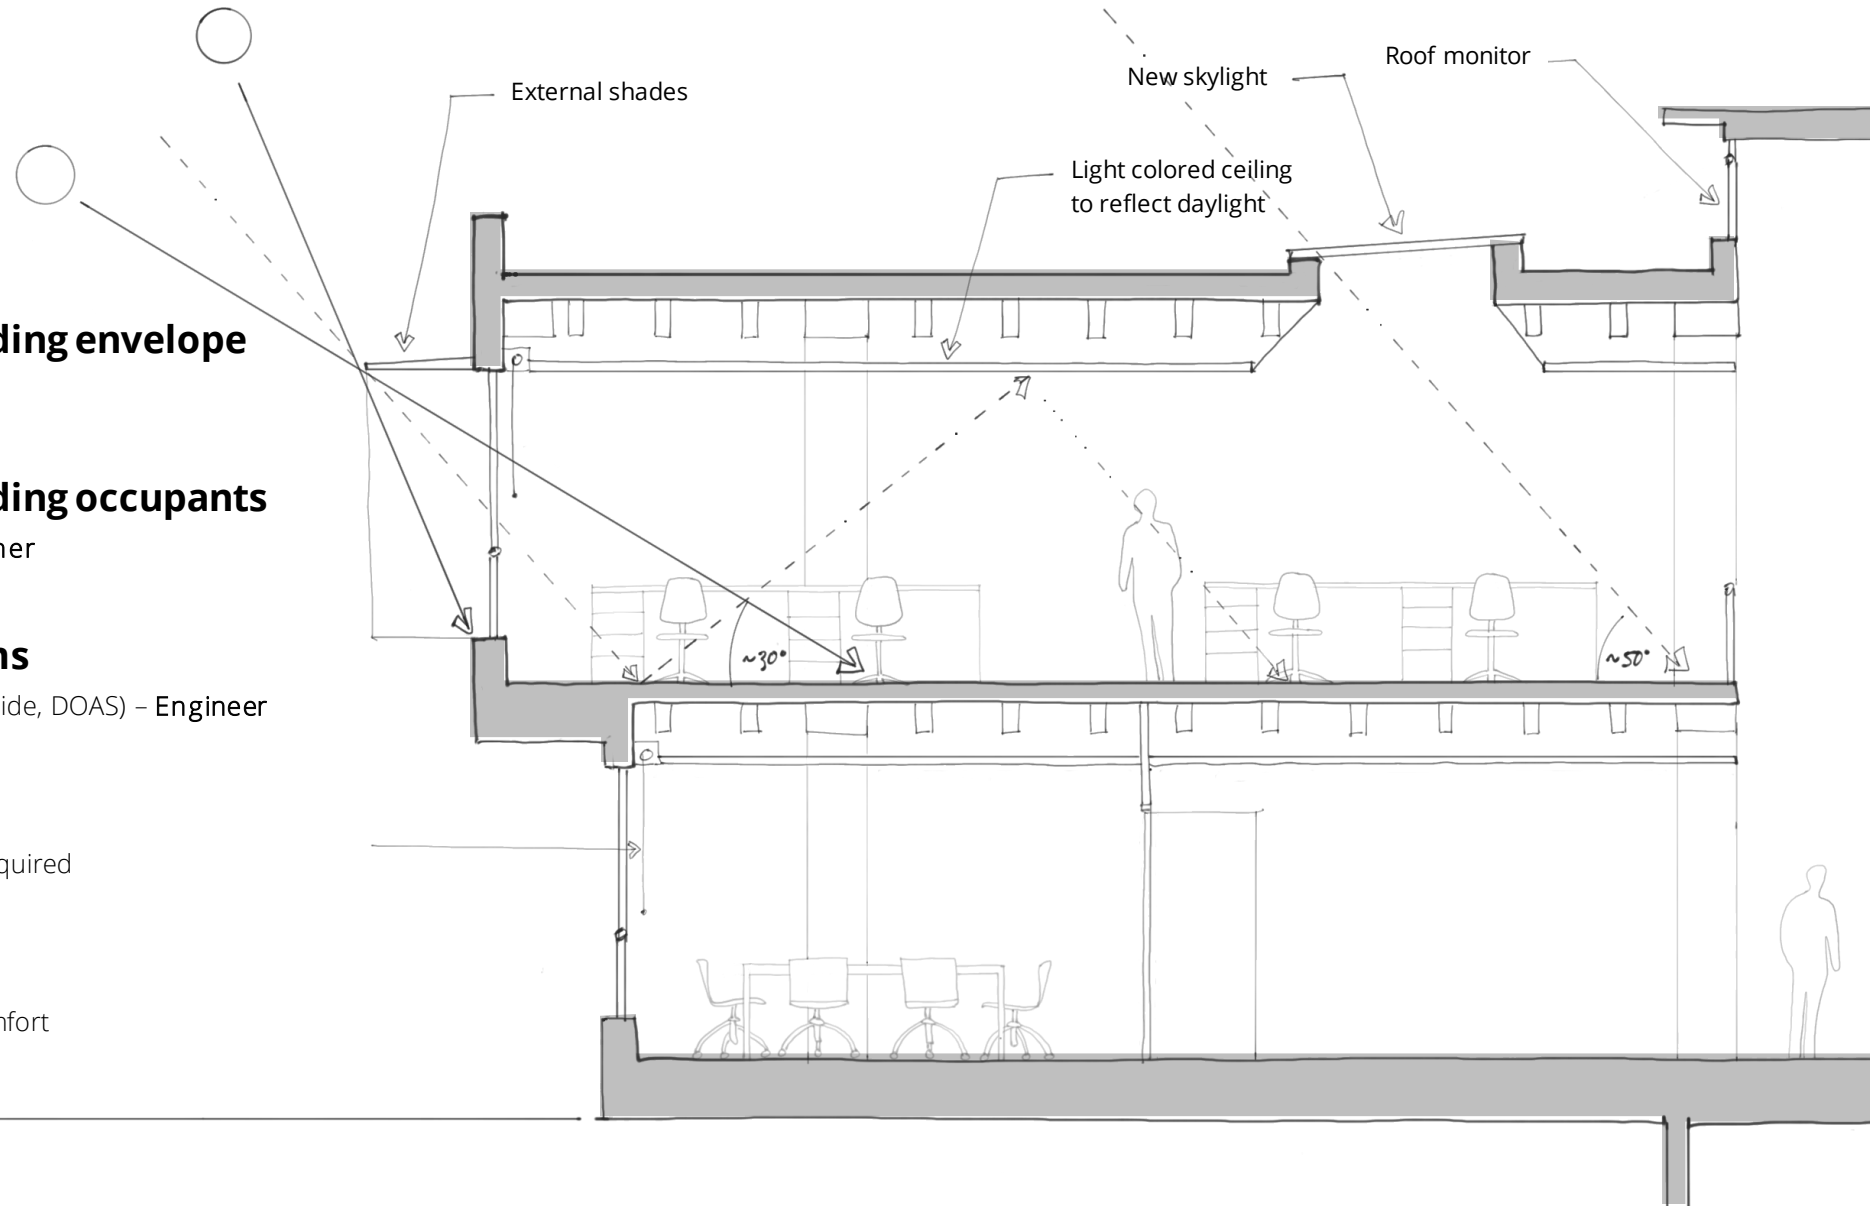 Roof monitor
New skylight
External shades
Light colored ceiling
to reflect daylight
ding envelope
ding occupants
ner
~30°
~50°
ns
ide, DOAS) – Engineer
quired
nfort